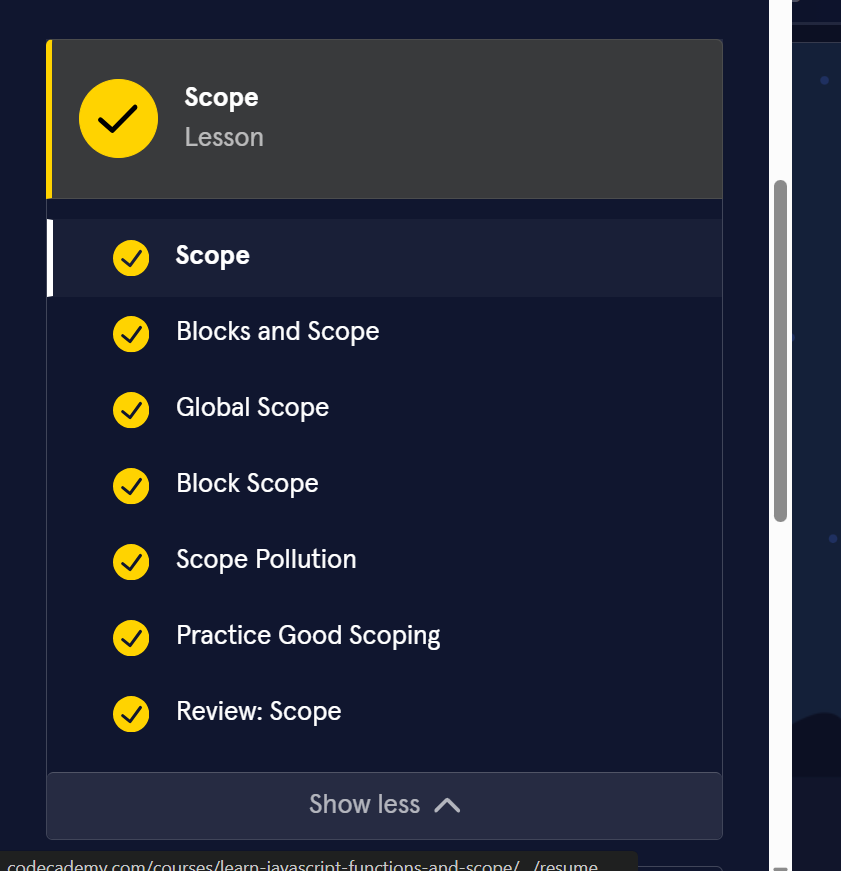 Scope
Lesson
Scope
Blocks and Scope
Global Scope
Block Scope
Scope Pollution
Practice Good Scoping
Review: Scope
Show less
codecademy.com/courses/learn-javascript-functions-and-scope/.../resume